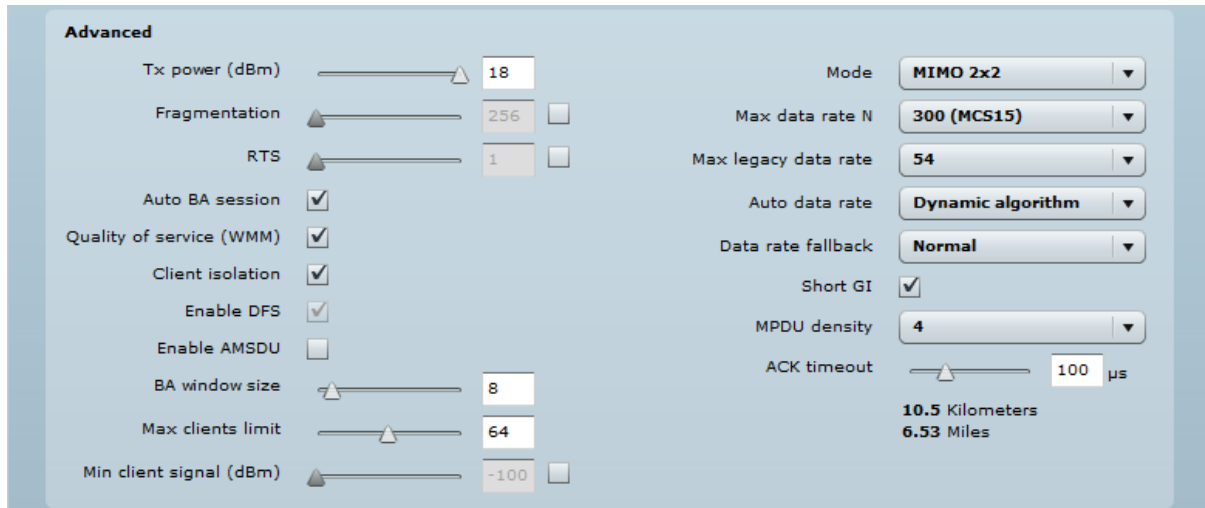 Advanced
Tx power (dBm) 18
Fragmentation 256
RTS 1
Auto BA session
Quality of service (WMM)
Client isolation
Enable DFS
Enable AMSDU
BA window size 8
Max clients limit 64
Min client signal (dBm) -100
Mode MIMO 2x2
Max data rate N 300 (MCS15)
Max legacy data rate 54
Auto data rate Dynamic algorithm
Data rate fallback Normal
Short GI
MPDU density 4
ACK timeout 100 µs
10.5 Kilometers
6.53 Miles